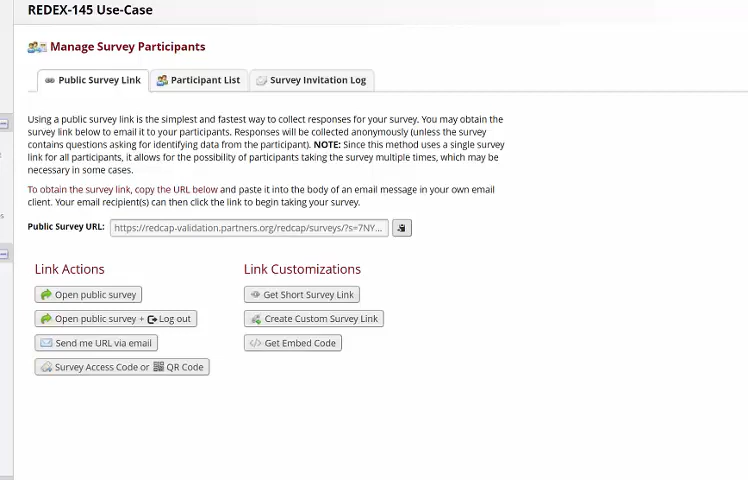 REDEX-145 Use-Case
Manage Survey Participants
Public Survey Link
Participant List
Survey Invitation Log
Using a public survey link is the simplest and fastest way to collect responses for your survey. You may obtain the
survey link below to email it to your participants. Responses will be collected anonymously (unless the survey
contains questions asking for identifying data from the participant). NOTE: Since this method uses a single survey
link for all participants, it allows for the possibility of participants taking the survey multiple times, which may be
necessary in some cases.
To obtain the survey link, copy the URL below and paste it into the body of an email message in your own email
client. Your email recipient(s) can then click the link to begin taking your survey.
Public Survey URL: https://redcap-validation.partners.org/redcap/surveys/?s=7NY...
Link Actions
Open public survey
Open public survey + Log out
Send me URL via email
Survey Access Code or QR Code
Link Customizations
Get Short Survey Link
Create Custom Survey Link
Get Embed Code